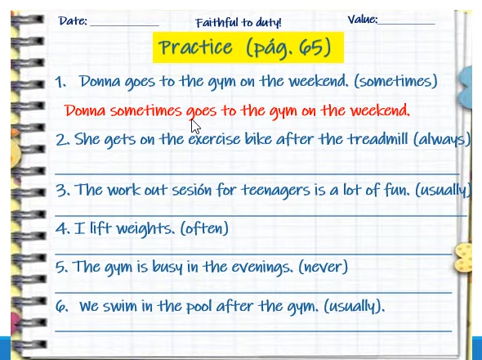 Date: ____________ Faithful to duty! Value:__________
Practice (pág. 65)
1. Donna goes to the gym on the weekend. (sometimes)
Donna sometimes goes to the gym on the weekend.
2. She gets on the exercise bike after the treadmill (always)
3. The work out sesión for teenagers is a lot of fun. (usually)
4. I lift weights. (often)
5. The gym is busy in the evenings. (never)
6. We swim in the pool after the gym. (usually).